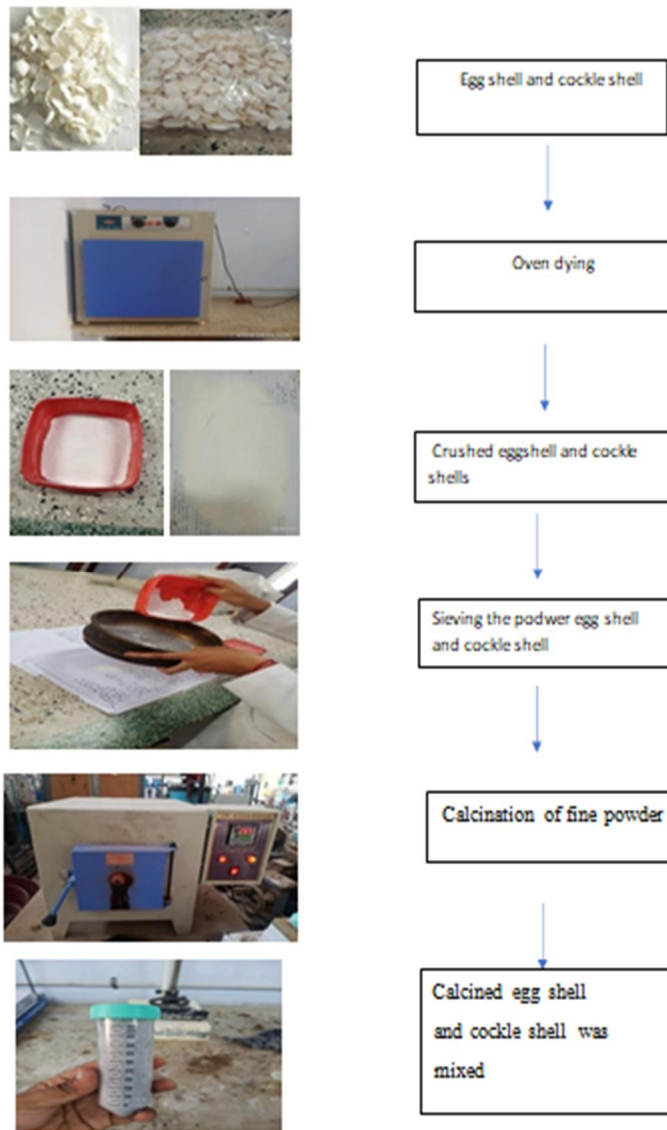 Egg shell and cockle shell
Oven dying
Crushed eggshell and cockle
shells
Sieving the podwer egg shell
and cockle shell
Calcination of fine powder
Calcined egg shell
and cockle shell was
mixed